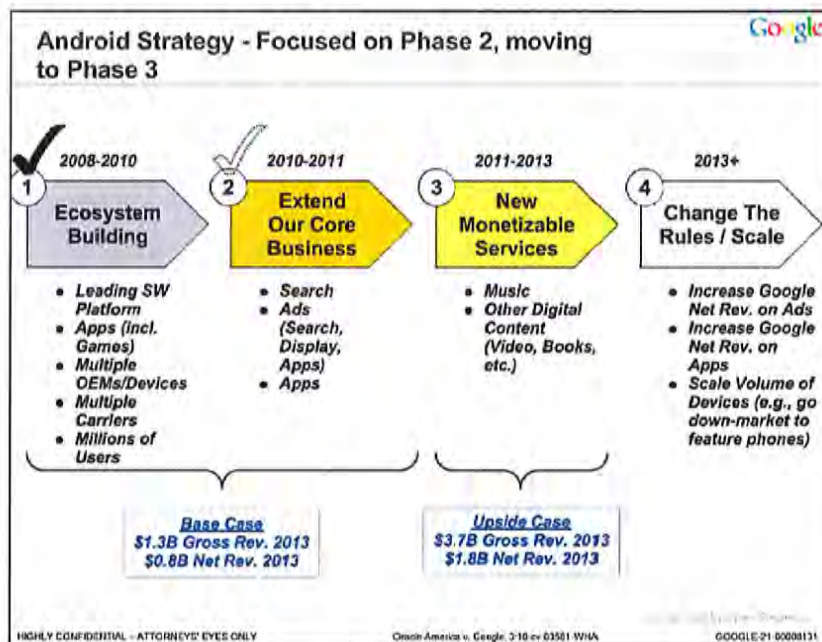 Google
Android Strategy - Focused on Phase 2, moving
to Phase 3
2008-2010
1
Ecosystem
Building
• Leading SW
Platform
• Apps (incl.
Games)
• Multiple
OEMs/Devices
• Multiple
Carriers
• Millions of
Users
2010-2011
2
Extend
Our Core
Business
• Search
• Ads
(Search,
Display,
Apps)
• Apps
2011-2013
3
New
Monetizable
Services
• Music
• Other Digital
Content
(Video, Books,
etc.)
2013+
4
Change The
Rules / Scale
• Increase Google
Net Rev. on Ads
• Increase Google
Net Rev. on
Apps
• Scale Volume of
Devices (e.g., go
down-market to
feature phones)
Base Case
$1.3B Gross Rev. 2013
$0.8B Net Rev. 2013
Upside Case
$3.7B Gross Rev. 2013
$1.8B Net Rev. 2013
HIGHLY CONFIDENTIAL - ATTORNEYS' EYES ONLY
Oracle America v. Google, 3:10-cv-03561-WHA
GOOGLE-21-00008131